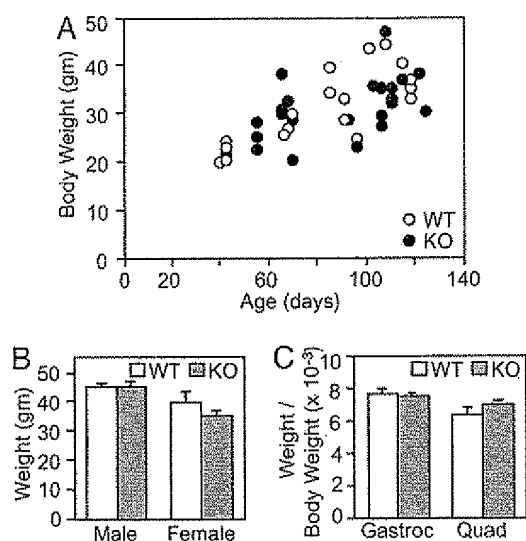 A
Body Weight (gm)
50
40
30
20
10
0
0 20 60 100 140
Age (days)
WT
KO
B
Weight (gm)
50
40
30
20
10
0
WT KO
Male Female
C
Weight /
Body Weight (x 10-3)
10
8
6
4
2
0
WT KO
Gastroc Quad